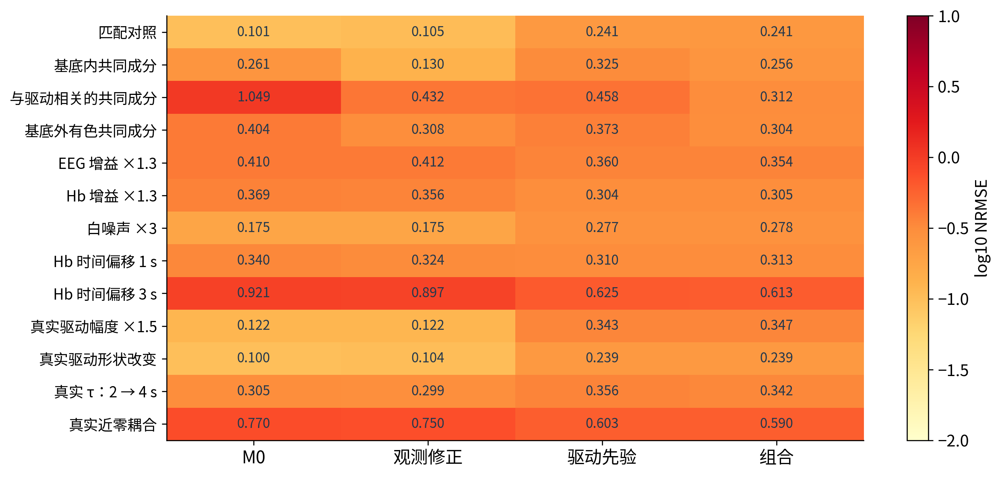 匹配对照 0.101 0.105 0.241 0.241
基底内共同成分 0.261 0.130 0.325 0.256
与驱动相关的共同成分 1.049 0.432 0.458 0.312
基底外有色共同成分 0.404 0.308 0.373 0.304
EEG 增益 ×1.3 0.410 0.412 0.360 0.354
Hb 增益 ×1.3 0.369 0.356 0.304 0.305
白噪声 ×3 0.175 0.175 0.277 0.278
Hb 时间偏移 1 s 0.340 0.324 0.310 0.313
Hb 时间偏移 3 s 0.921 0.897 0.625 0.613
真实驱动幅度 ×1.5 0.122 0.122 0.343 0.347
真实驱动形状改变 0.100 0.104 0.239 0.239
真实 τ：2 → 4 s 0.305 0.299 0.356 0.342
真实近零耦合 0.770 0.750 0.603 0.590
M0 观测修正 驱动先验 组合
1.0
0.5
0.0
−0.5
−1.0
−1.5
−2.0
log10 NRMSE